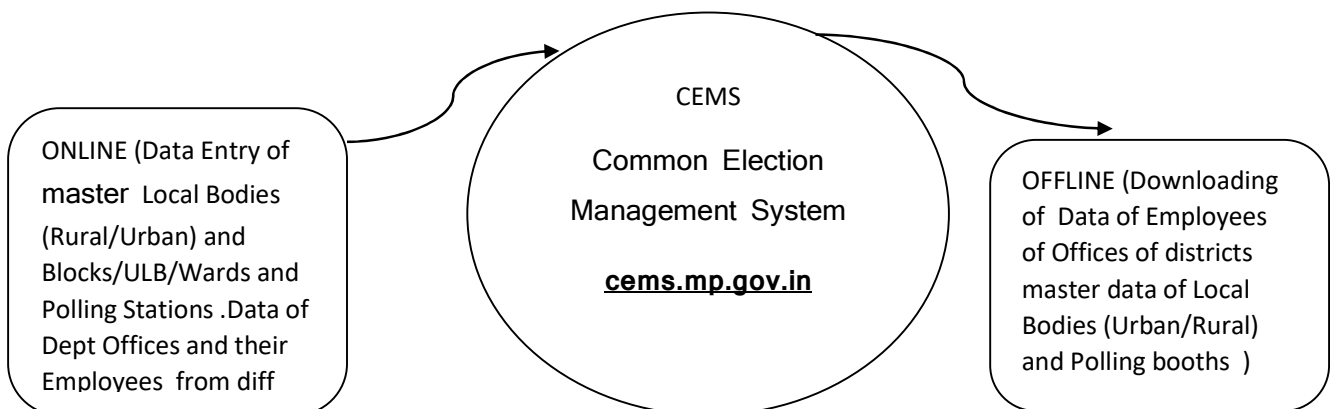 ONLINE (Data Entry of
master Local Bodies
(Rural/Urban) and
Blocks/ULB/Wards and
Polling Stations .Data of
Dept Offices and their
Employees from diff
CEMS
Common Election
Management System
cems.mp.gov.in
OFFLINE (Downloading
of Data of Employees
of Offices of districts
master data of Local
Bodies (Urban/Rural)
and Polling booths )